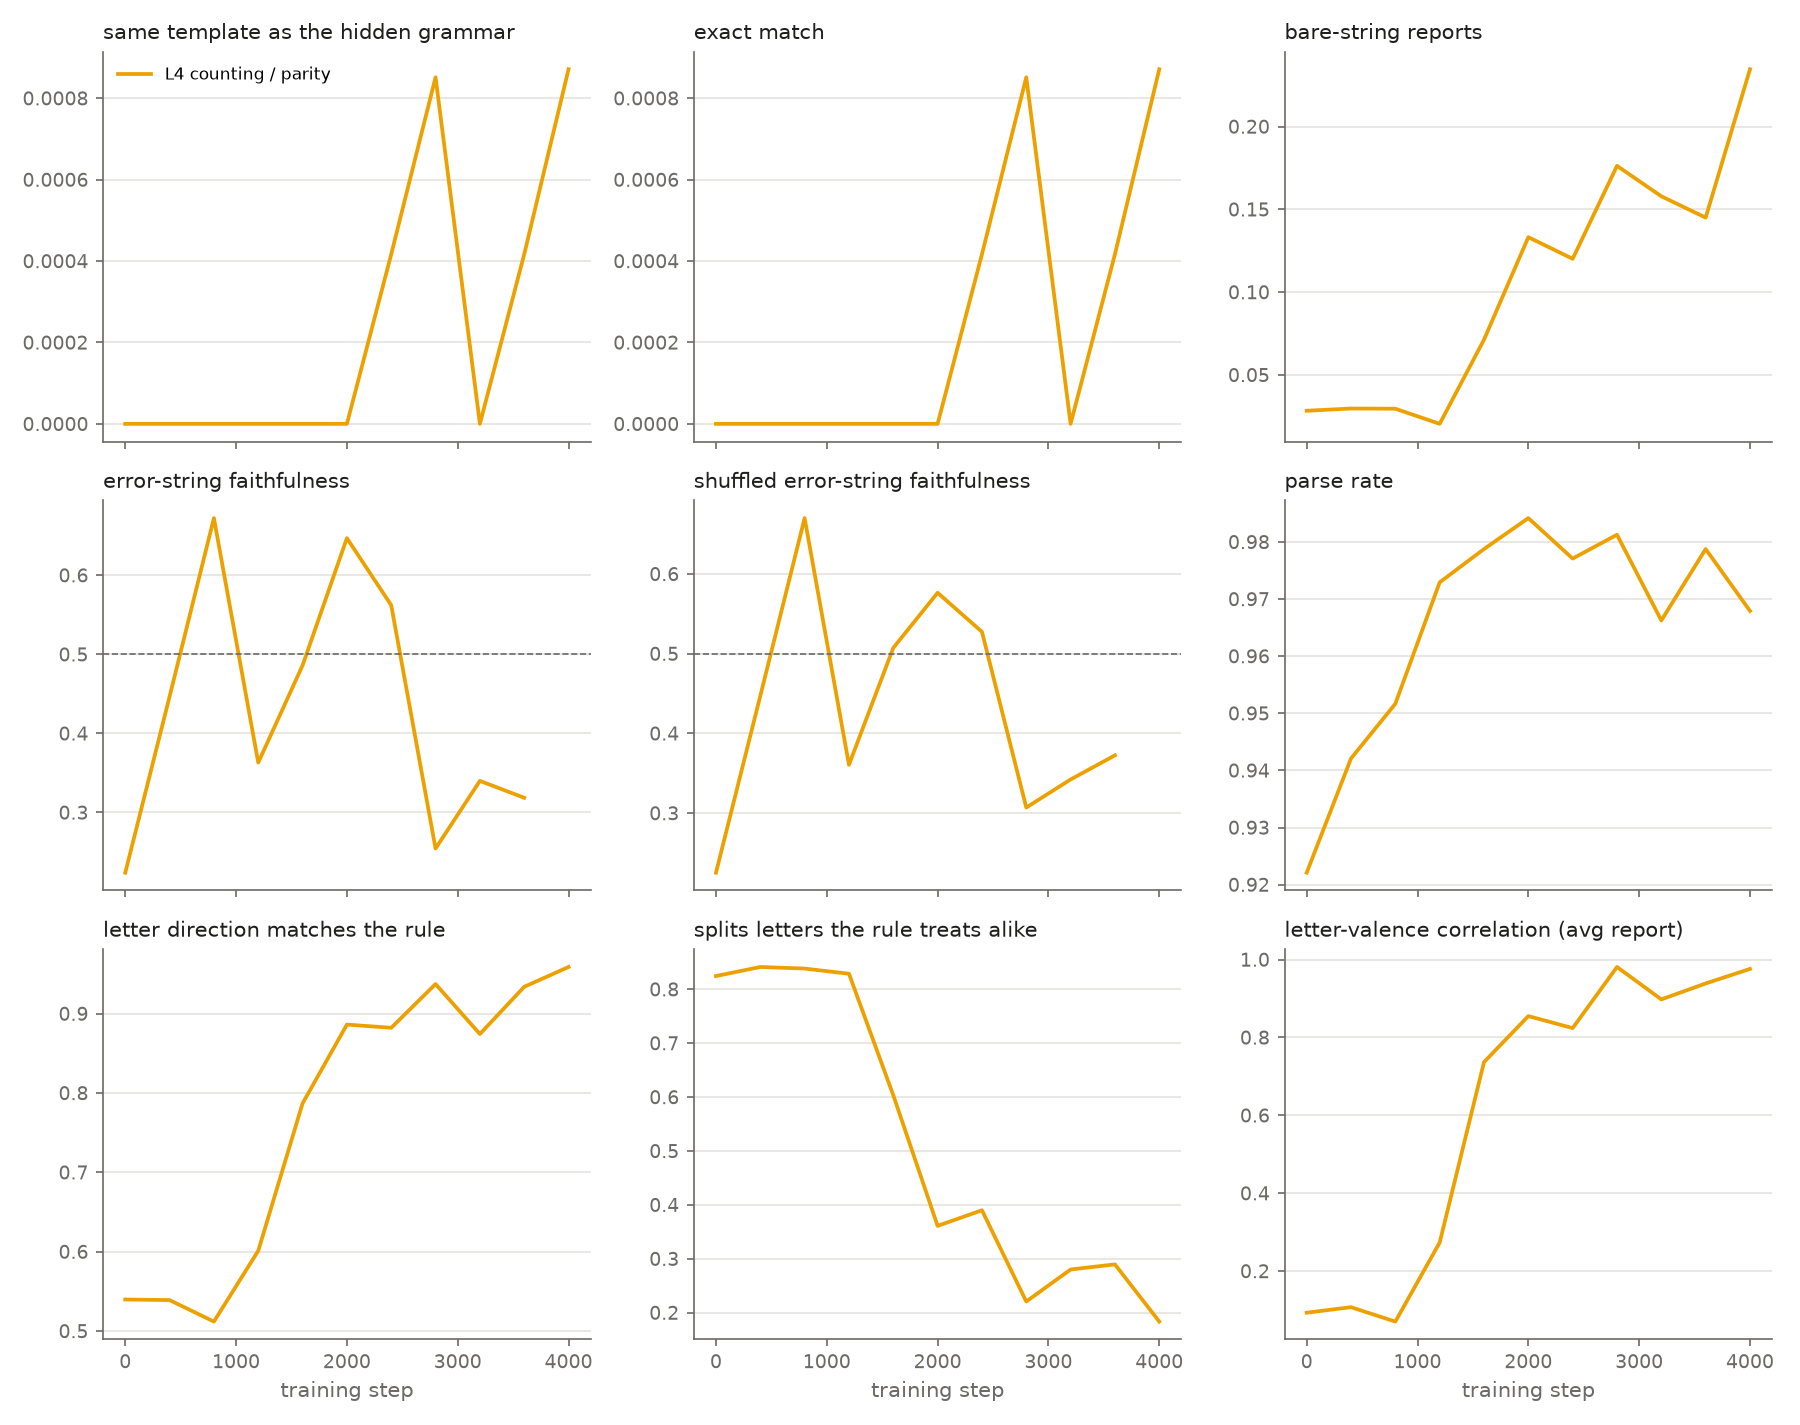 same template as the hidden grammar
exact match
bare-string reports
L4 counting / parity
0.0008
0.0006
0.0004
0.0002
0.0000
0.0008
0.0006
0.0004
0.0002
0.0000
0.20
0.15
0.10
0.05
error-string faithfulness
shuffled error-string faithfulness
parse rate
0.6
0.5
0.4
0.3
0.6
0.5
0.4
0.3
0.98
0.97
0.96
0.95
0.94
0.93
0.92
letter direction matches the rule
splits letters the rule treats alike
letter-valence correlation (avg report)
0.9
0.8
0.7
0.6
0.5
0.8
0.7
0.6
0.5
0.4
0.3
0.2
1.0
0.8
0.6
0.4
0.2
0 1000 2000 3000 4000
0 1000 2000 3000 4000
0 1000 2000 3000 4000
training step
training step
training step